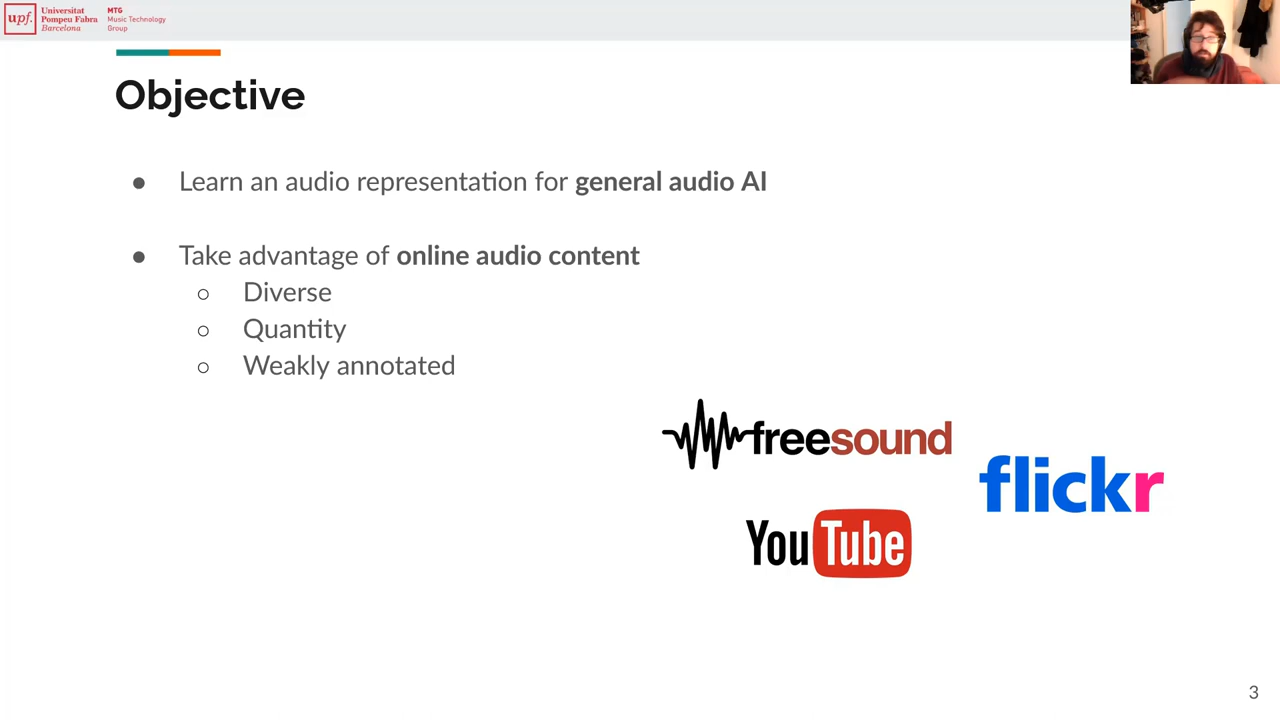 upf.
Universitat
Pompeu Fabra
Barcelona
MTG
Music Technology
Group
Objective
● Learn an audio representation for general audio AI
● Take advantage of online audio content
○ Diverse
○ Quantity
○ Weakly annotated
freesound
flickr
YouTube
3